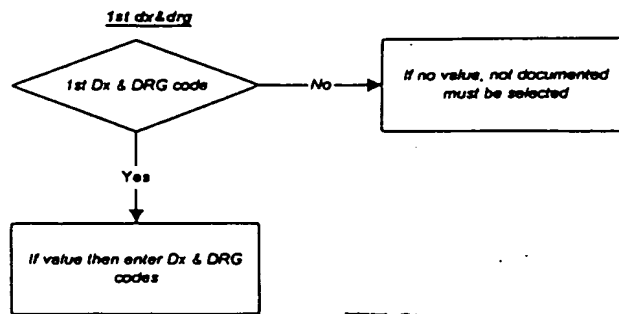 1st dx&drg
1st Dx & DRG code
No
If no value, not documented
must be selected
Yes
If value then enter Dx & DRG
codes